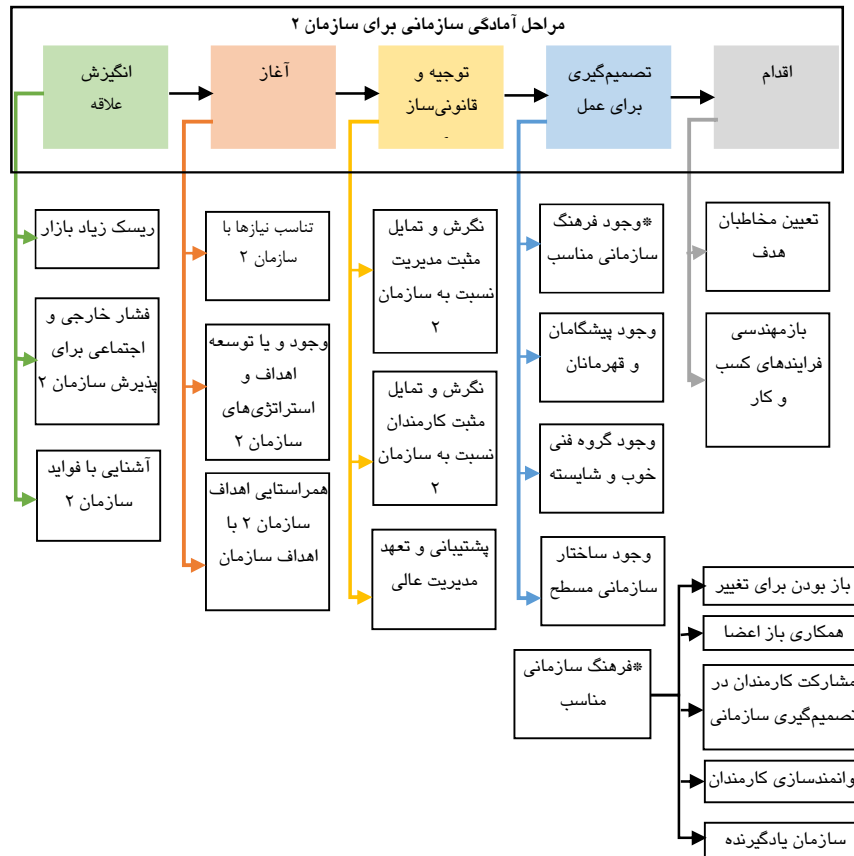 مراحل آمادگی سازمانی برای سازمان ۲
انگیزش
علاقه
آغاز
توجیه و
قانونی‌ساز
تصمیم‌گیری
برای عمل
اقدام
ریسک زیاد بازار
فشار خارجی و
اجتماعی برای
پذیرش سازمان ۲
آشنایی با فواید
سازمان ۲
تناسب نیازها با
سازمان ۲
وجود و یا توسعه
اهداف و
استراتژی‌های
سازمان ۲
همراستایی اهداف
سازمان ۲ با
اهداف سازمان
نگرش و تمایل
مثبت مدیریت
نسبت به سازمان
۲
نگرش و تمایل
مثبت کارمندان
نسبت به سازمان
۲
پشتیبانی و تعهد
مدیریت عالی
*وجود فرهنگ
سازمانی مناسب
وجود پیشگامان
و قهرمانان
وجود گروه فنی
خوب و شایسته
وجود ساختار
سازمانی مسطح
تعیین مخاطبان
هدف
بازمهندسی
فرایندهای کسب
و کار
*فرهنگ سازمانی
مناسب
باز بودن برای تغییر
همکاری باز اعضا
مشارکت کارمندان در
تصمیم‌گیری سازمانی
وانمندسازی کارمندان
سازمان یادگیرنده